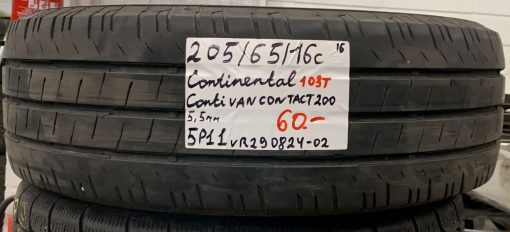 205/65/16c 16
Continental 103T
Conti VAN CONTACT 200
5,5mm 60.-
5P11 VR290824-02